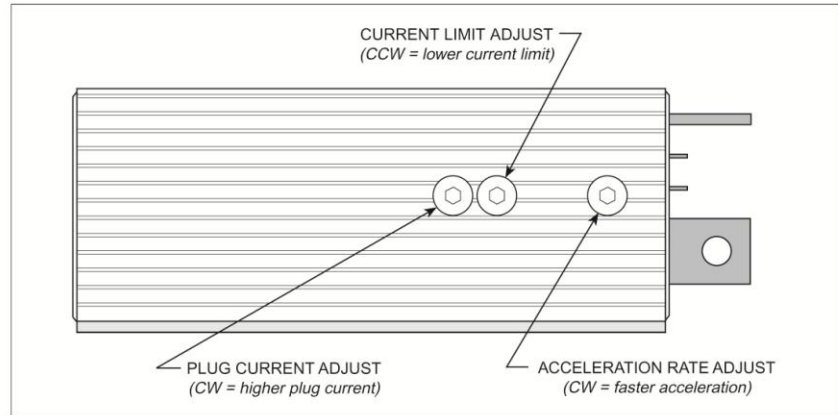 CURRENT LIMIT ADJUST
(CCW = lower current limit)
PLUG CURRENT ADJUST
(CW = higher plug current)
ACCELERATION RATE ADJUST
(CW = faster acceleration)